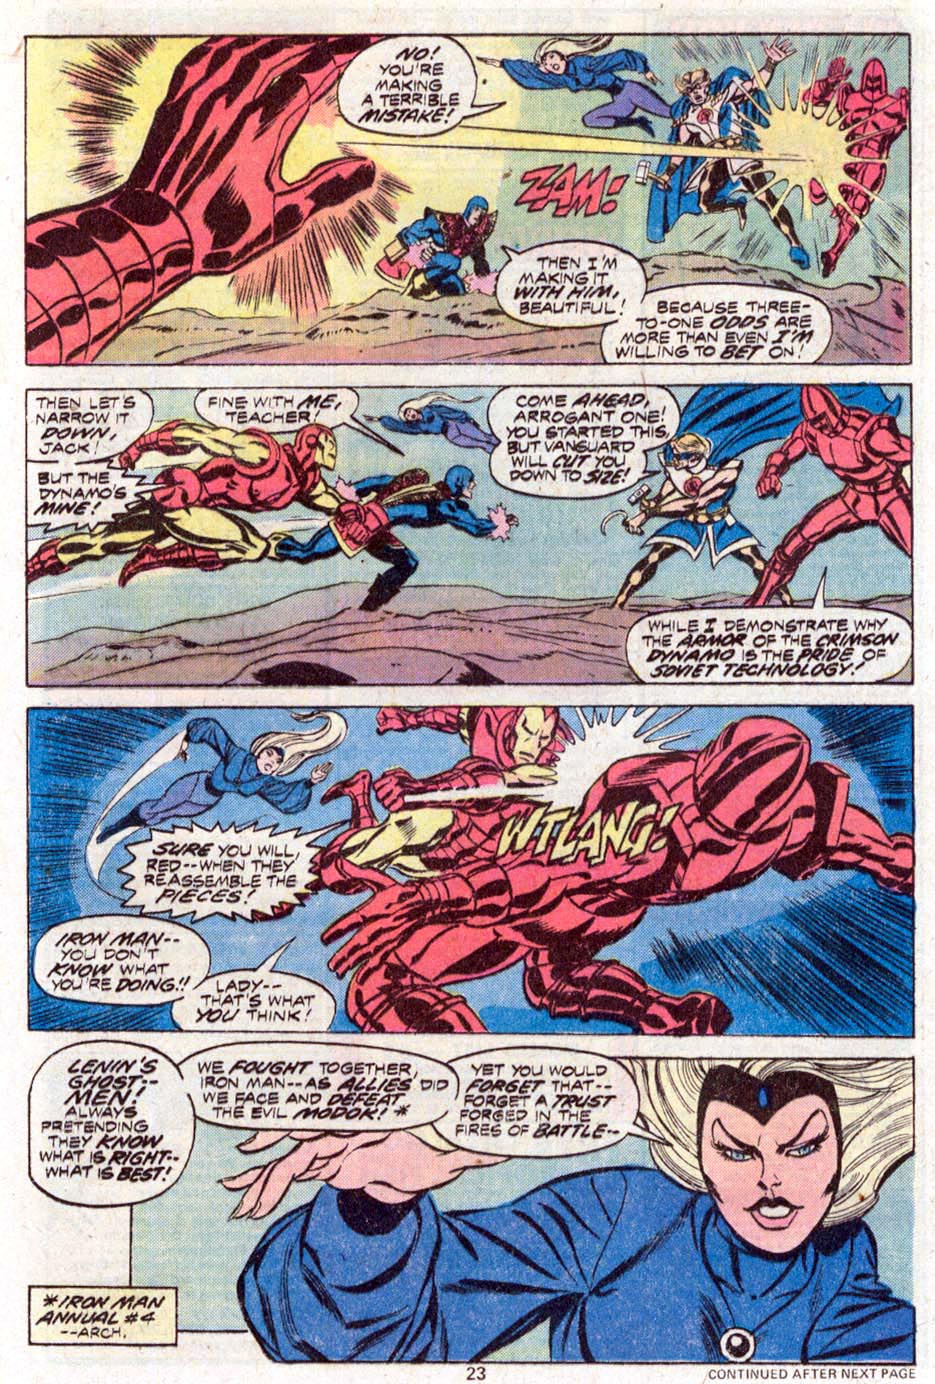 NO!
YOU'RE
MAKING
A TERRIBLE
MISTAKE!
ZAM!
THEN I'M
MAKING IT
WITH HIM,
BEAUTIFUL!
BECAUSE THREE-
TO-ONE ODDS ARE
MORE THAN EVEN I'M
WILLING TO BET ON!
THEN LET'S
NARROW IT
DOWN,
JACK!
BUT THE
DYNAMO'S
MINE!
FINE WITH ME,
TEACHER!
COME AHEAD,
ARROGANT ONE!
YOU STARTED THIS,
BUT VANGUARD
WILL CUT YOU
DOWN TO SIZE!
WHILE I DEMONSTRATE WHY
THE ARMOR OF THE CRIMSON
DYNAMO IS THE PRIDE OF
SOVIET TECHNOLOGY!
SURE YOU WILL,
RED--WHEN THEY
REASSEMBLE THE
PIECES!
WTLANG!
IRON MAN--
YOU DON'T
KNOW WHAT
YOU'RE DOING!!
LADY--
THAT'S WHAT
YOU THINK!
LENIN'S
GHOST--
MEN!
ALWAYS
PRETENDING
THEY KNOW
WHAT IS RIGHT--
WHAT IS BEST!
WE FOUGHT TOGETHER,
IRON MAN--AS ALLIES DID
WE FACE AND DEFEAT
THE EVIL MODOK! *
YET YOU WOULD
FORGET THAT--
FORGET A TRUST
FORGED IN THE
FIRES OF BATTLE--
*IRON MAN
ANNUAL #4
--ARCH.
23
CONTINUED AFTER NEXT PAGE